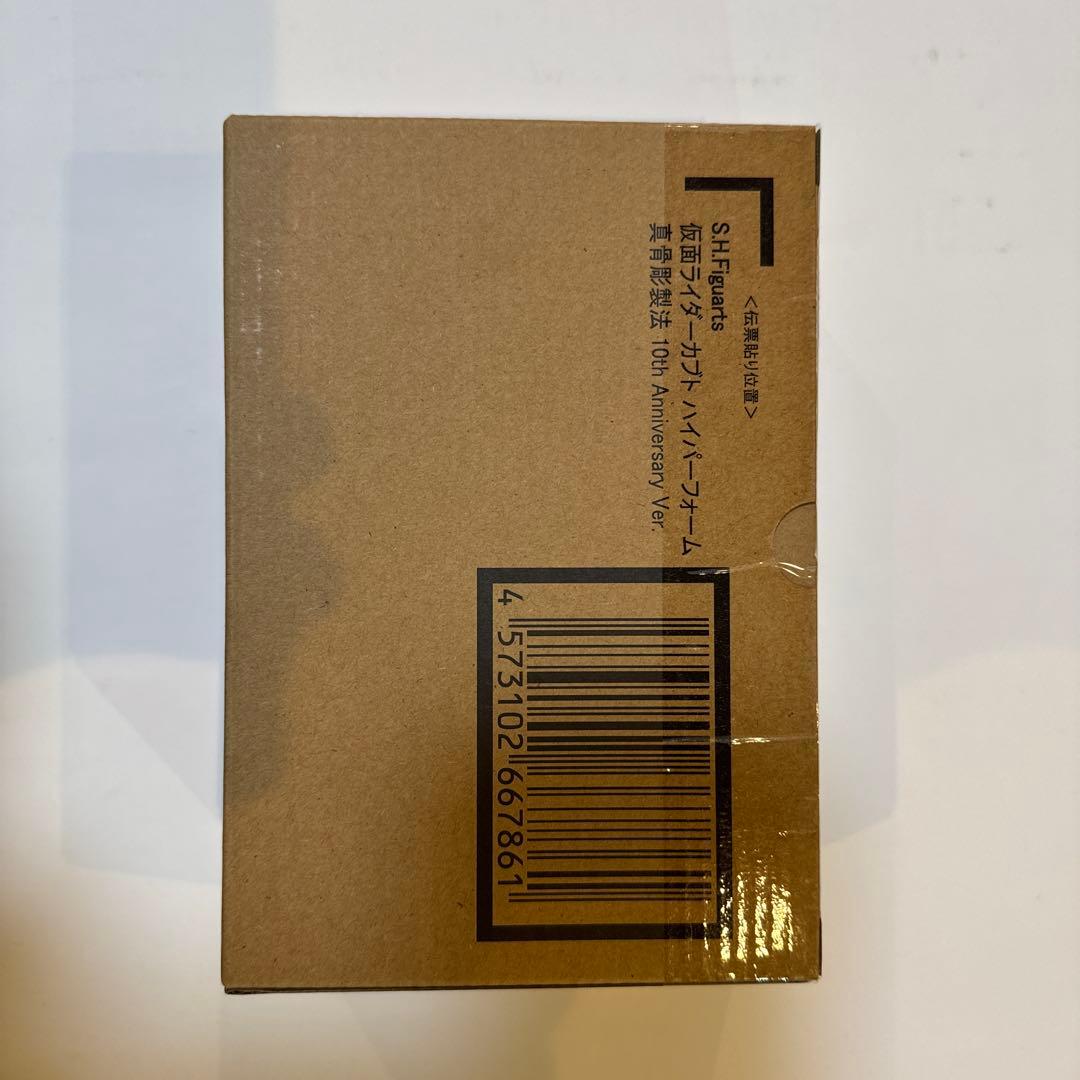 <伝票貼り位置>
S.H.Figuarts
仮面ライダーカブト ハイパーフォーム
真骨彫製法 10th Anniversary Ver.
4 573102 667861